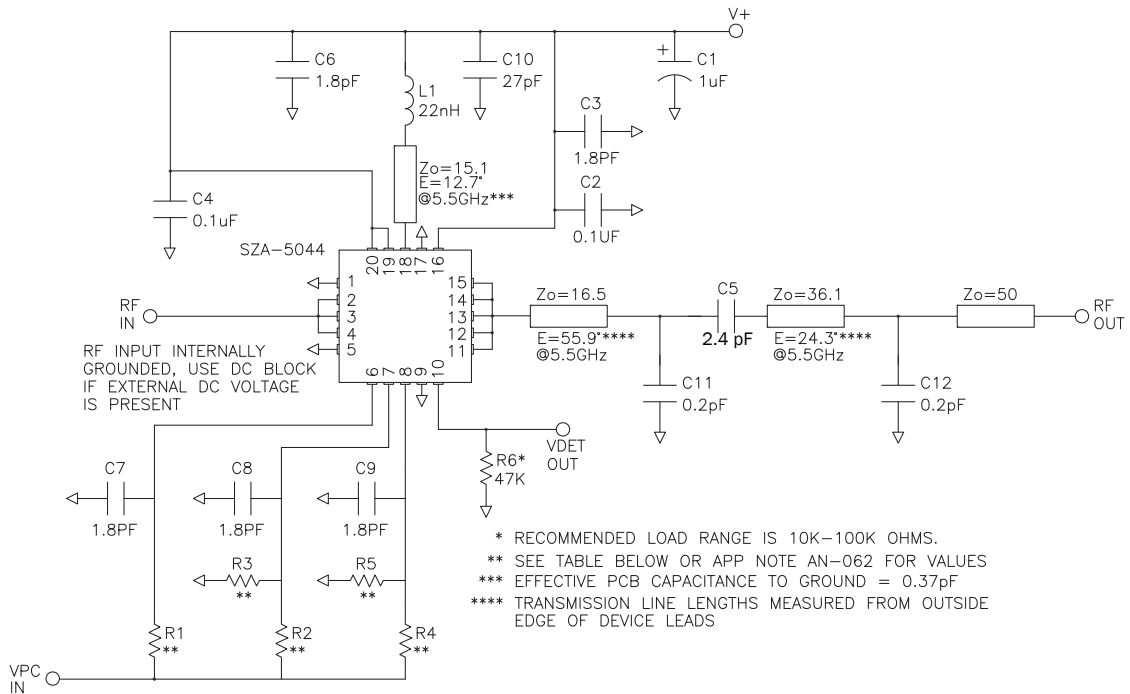 V+
C6
1.8pF
C10
27pF
+
C1
1uF
L1
22nH
C3
1.8PF
Zo=15.1
E=12.7°
@5.5GHz***
C4
0.1uF
C2
0.1UF
SZA-5044
20
19
18
17
16
1
2
3
4
5
15
14
13
12
11
6
7
8
9
10
RF
IN
RF INPUT INTERNALLY
GROUNDED, USE DC BLOCK
IF EXTERNAL DC VOLTAGE
IS PRESENT
Zo=16.5
E=55.9°****
@5.5GHz
C5
2.4 pF
Zo=36.1
E=24.3°****
@5.5GHz
Zo=50
RF
OUT
C11
0.2pF
C12
0.2pF
VDET
OUT
R6*
47K
C7
1.8PF
C8
1.8PF
C9
1.8PF
R3
**
R5
**
R1
**
R2
**
R4
**
VPC
IN
* RECOMMENDED LOAD RANGE IS 10K-100K OHMS.
** SEE TABLE BELOW OR APP NOTE AN-062 FOR VALUES
*** EFFECTIVE PCB CAPACITANCE TO GROUND = 0.37pF
**** TRANSMISSION LINE LENGTHS MEASURED FROM OUTSIDE
EDGE OF DEVICE LEADS